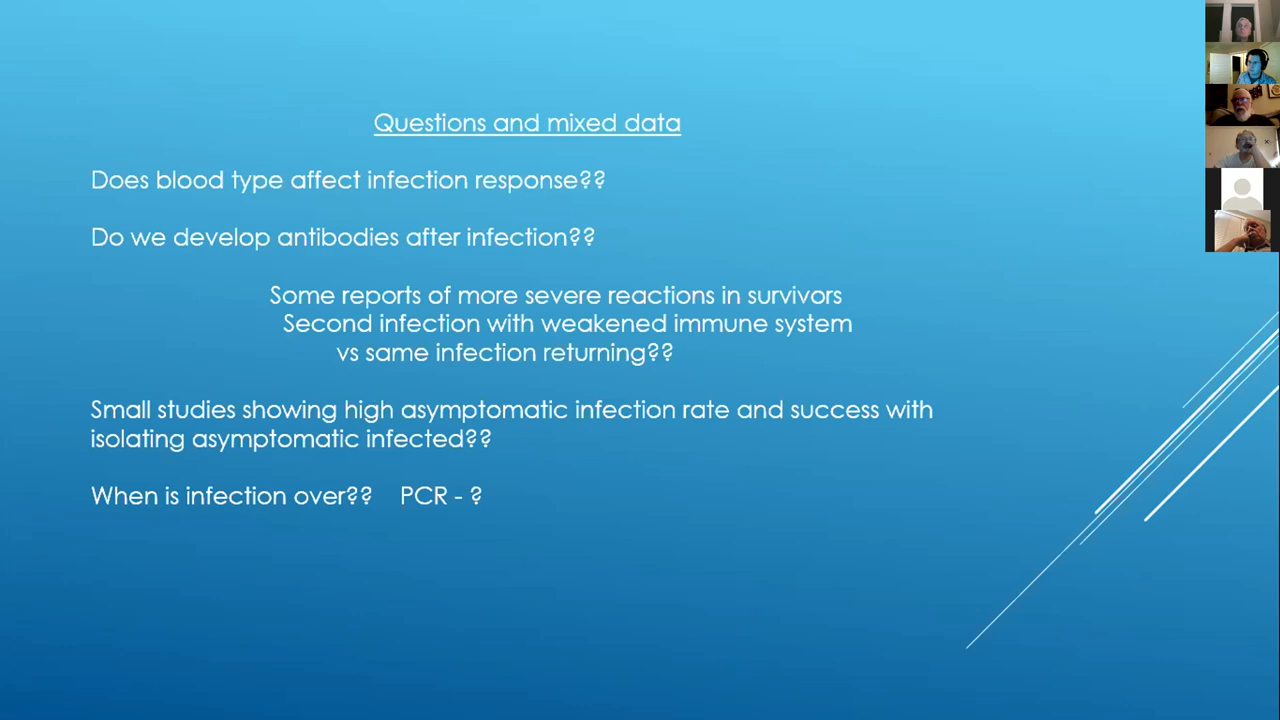 Questions and mixed data
Does blood type affect infection response??
Do we develop antibodies after infection??
Some reports of more severe reactions in survivors
Second infection with weakened immune system
vs same infection returning??
Small studies showing high asymptomatic infection rate and success with
isolating asymptomatic infected??
When is infection over?? PCR - ?